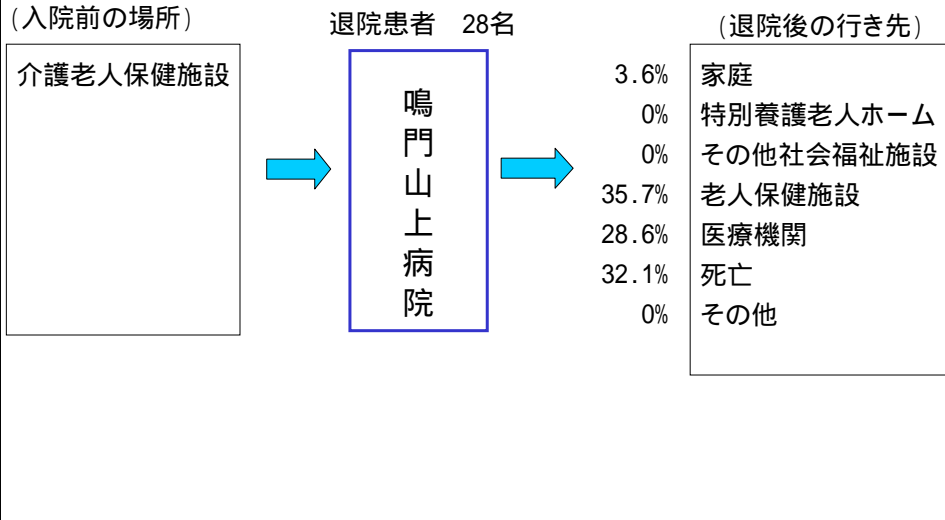 (入院前の場所)
退院患者　28名
(退院後の行き先)
介護老人保健施設
鳴門山上病院
3.6% 家庭
0% 特別養護老人ホーム
0% その他社会福祉施設
35.7% 老人保健施設
28.6% 医療機関
32.1% 死亡
0% その他